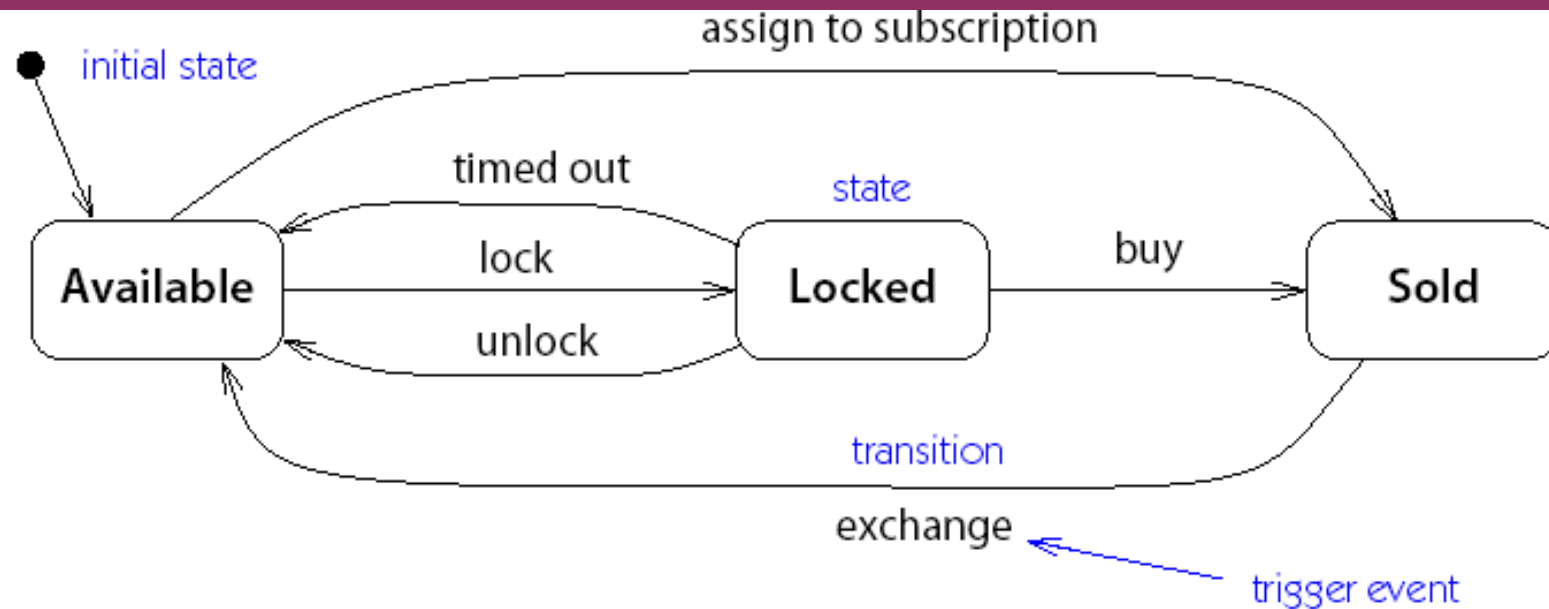 assign to subscription
initial state
timed out
state
lock
buy
Available
Locked
Sold
unlock
transition
exchange
trigger event